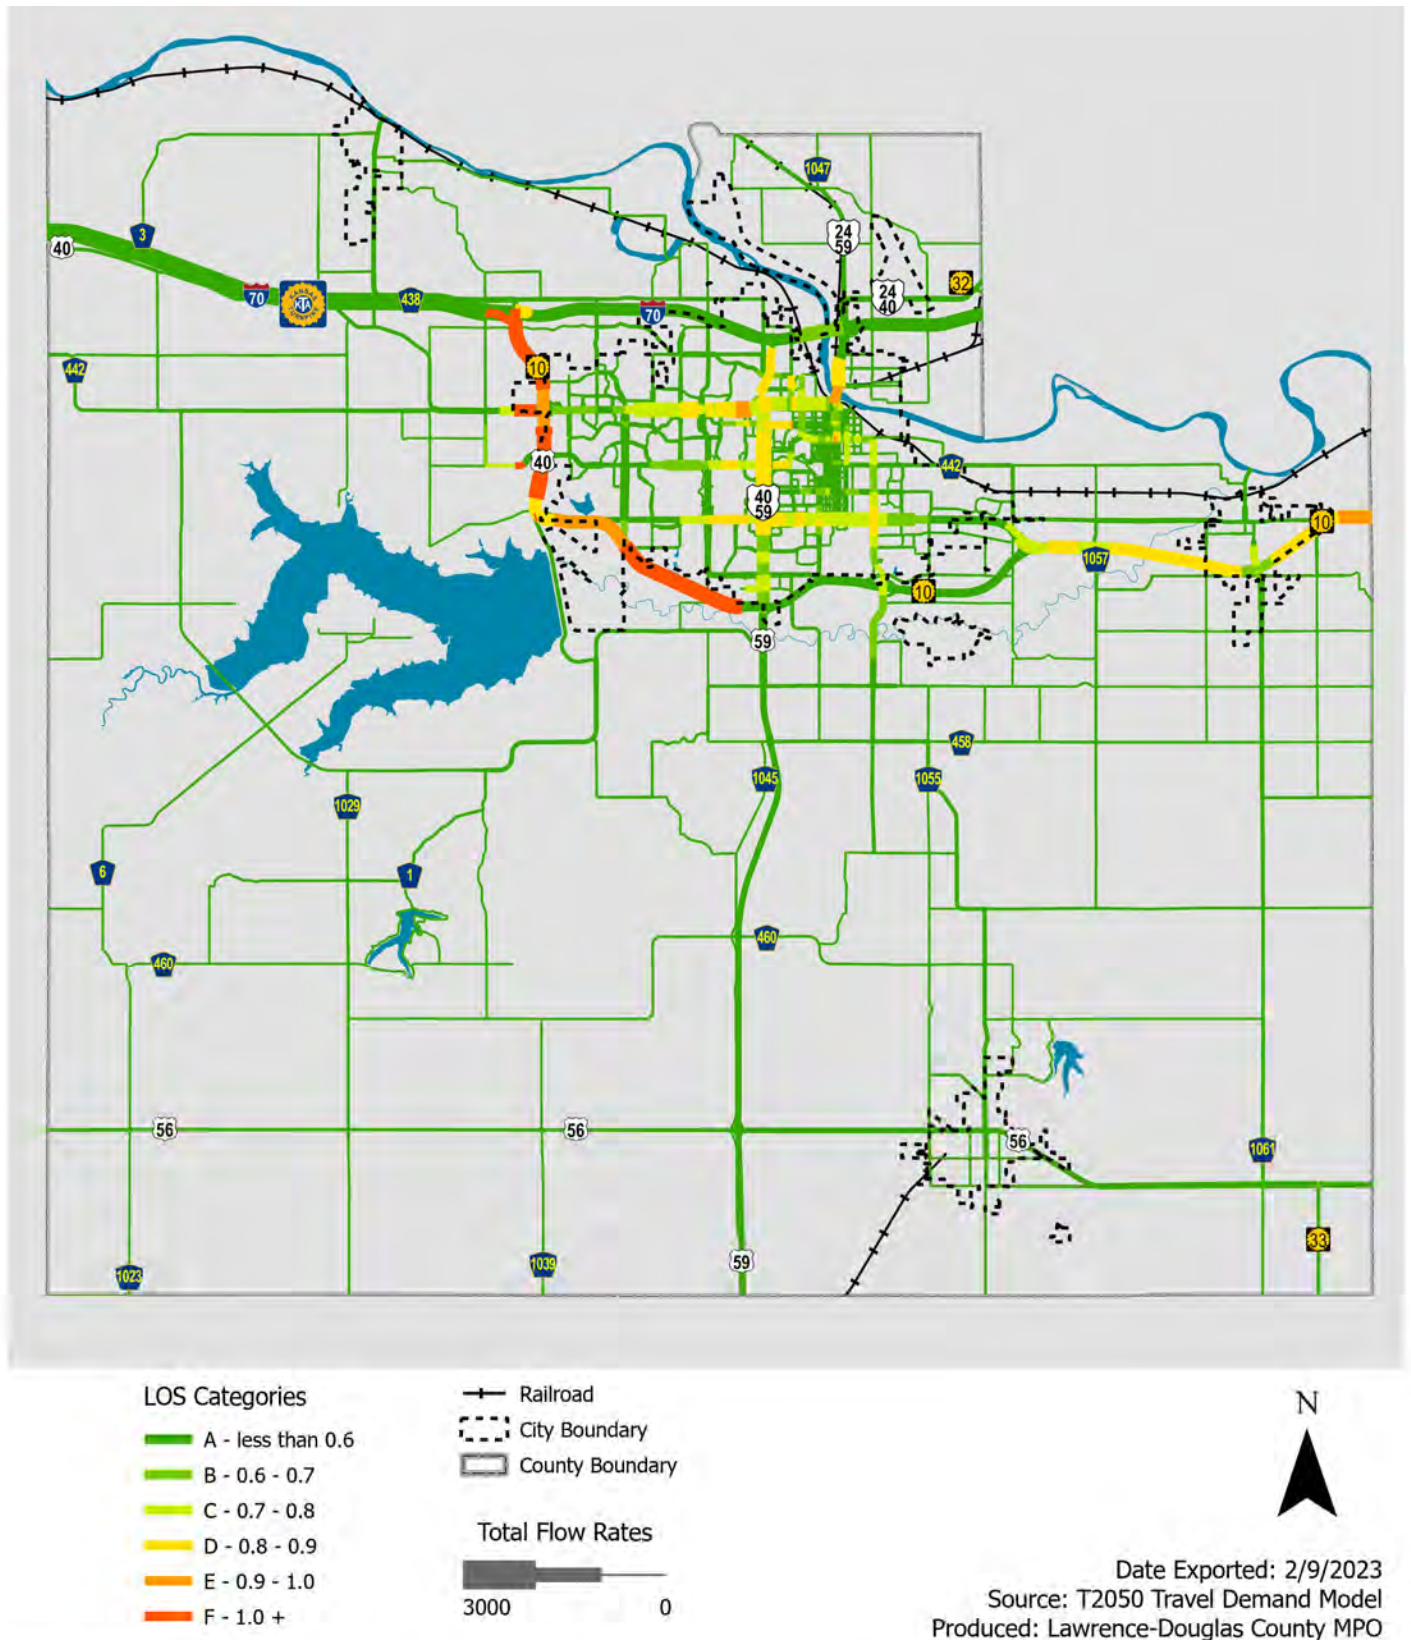 1047
24
59
3
40
32
24
40
70
KANSAS
KTA
TURNPIKE
438
70
10
442
40
442
40
59
10
1057
10
59
458
1045
1055
1029
6
1
460
460
56
56
56
1061
33
1023
1039
59
LOS Categories
A - less than 0.6
B - 0.6 - 0.7
C - 0.7 - 0.8
D - 0.8 - 0.9
E - 0.9 - 1.0
F - 1.0 +
Railroad
City Boundary
County Boundary
Total Flow Rates
3000 0
N
Date Exported: 2/9/2023
Source: T2050 Travel Demand Model
Produced: Lawrence-Douglas County MPO